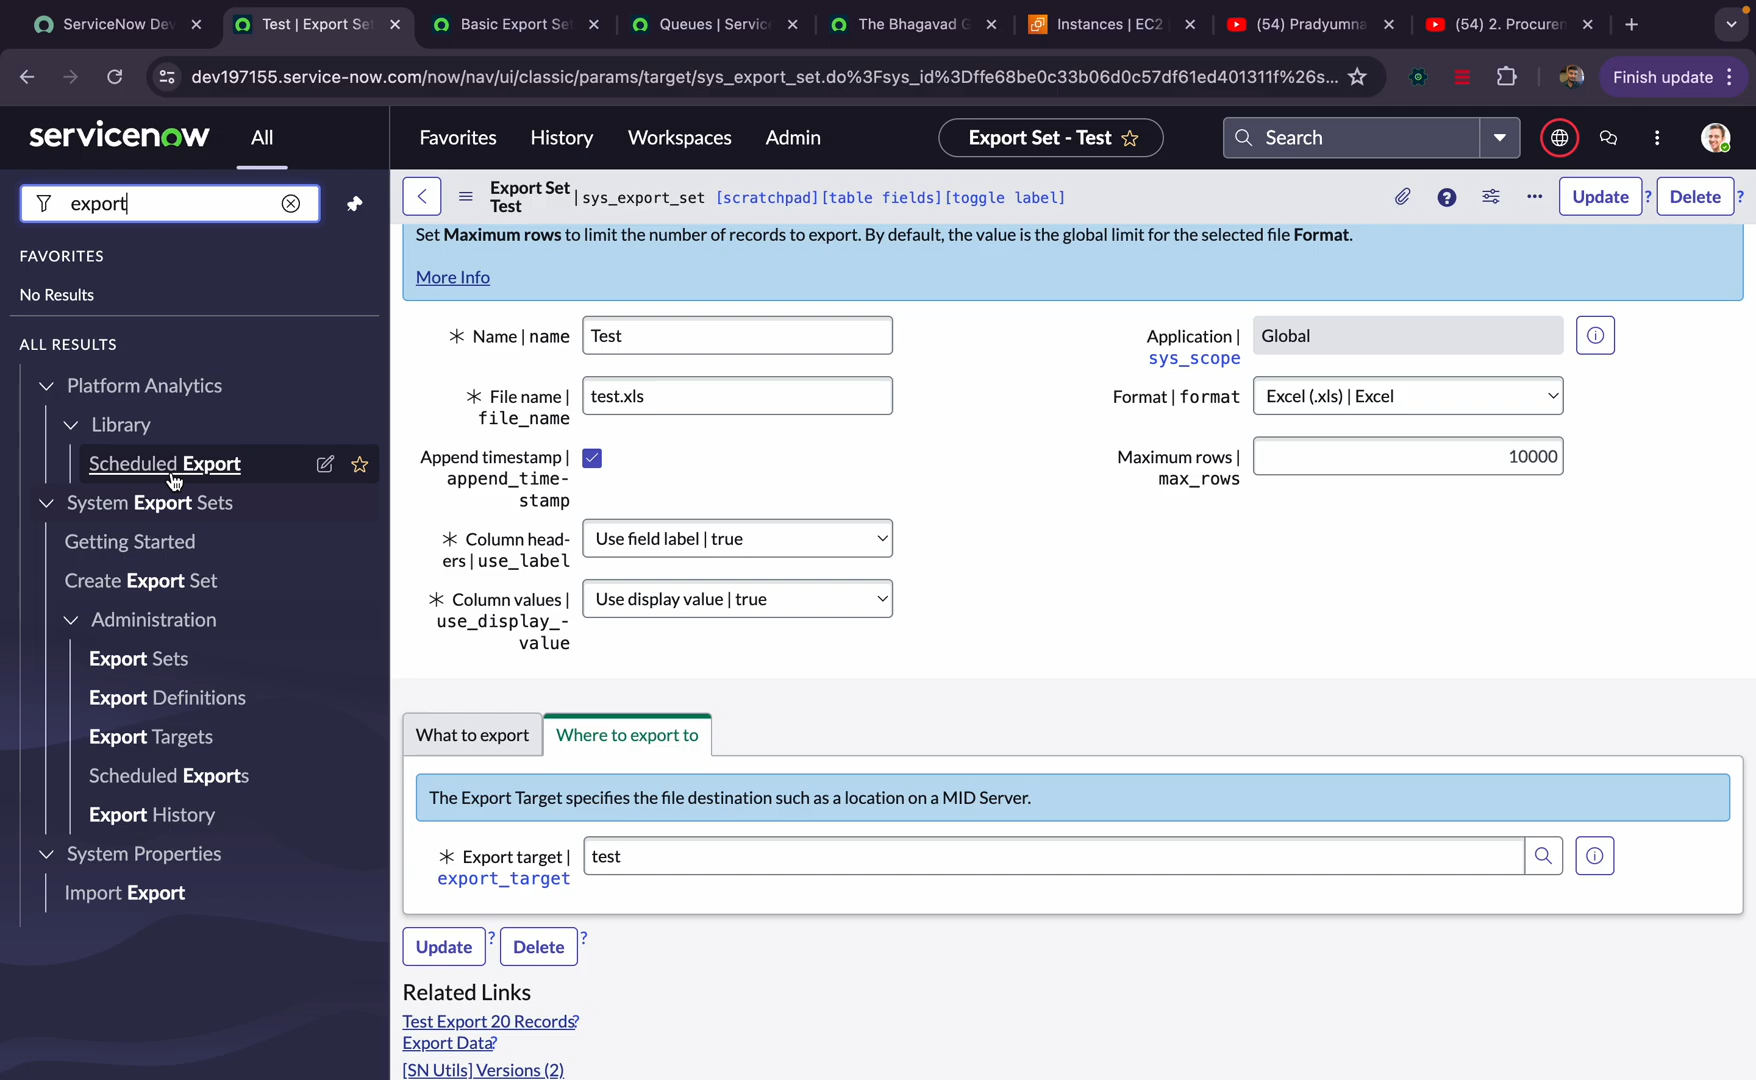 ServiceNow Dev
Test | Export Set
Basic Export Set
Queues | Service
The Bhagavad G
Instances | EC2
(54) Pradyumna
(54) 2. Procurem
dev197155.service-now.com/now/nav/ui/classic/params/target/sys_export_set.do%3Fsys_id%3Dffe68be0c33b06d0c57df61ed401311f%26s...
Finish update
servicenow
All
Favorites
History
Workspaces
Admin
Export Set - Test
Search
export
Export Set
Test
| sys_export_set [scratchpad][table fields][toggle label]
Update
?
Delete
?
FAVORITES
No Results
ALL RESULTS
Platform Analytics
Library
Scheduled Export
System Export Sets
Getting Started
Create Export Set
Administration
Export Sets
Export Definitions
Export Targets
Scheduled Exports
Export History
System Properties
Import Export
Set Maximum rows to limit the number of records to export. By default, the value is the global limit for the selected file Format.
More Info
Name | name
Test
Application |
sys_scope
Global
File name |
file_name
test.xls
Format | format
Excel (.xls) | Excel
Append timestamp |
append_time-
stamp
Maximum rows |
max_rows
10000
Column head-
ers | use_label
Use field label | true
Column values |
use_display_-
value
Use display value | true
What to export
Where to export to
The Export Target specifies the file destination such as a location on a MID Server.
Export target |
export_target
test
Update
?
Delete
?
Related Links
Test Export 20 Records?
Export Data?
[SN Utils] Versions (2)